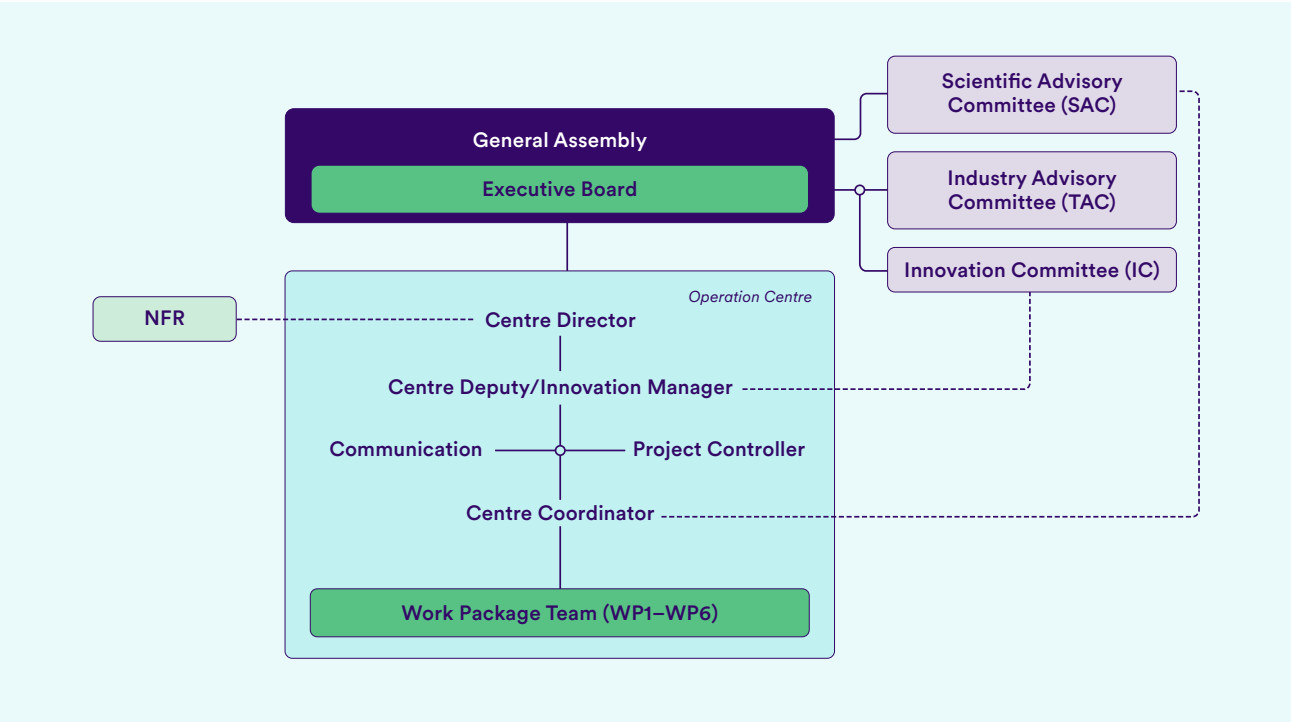 Scientific Advisory
Committee (SAC)
General Assembly
Executive Board
Industry Advisory
Committee (TAC)
Innovation Committee (IC)
Operation Centre
NFR
Centre Director
Centre Deputy/Innovation Manager
Communication
Project Controller
Centre Coordinator
Work Package Team (WP1–WP6)